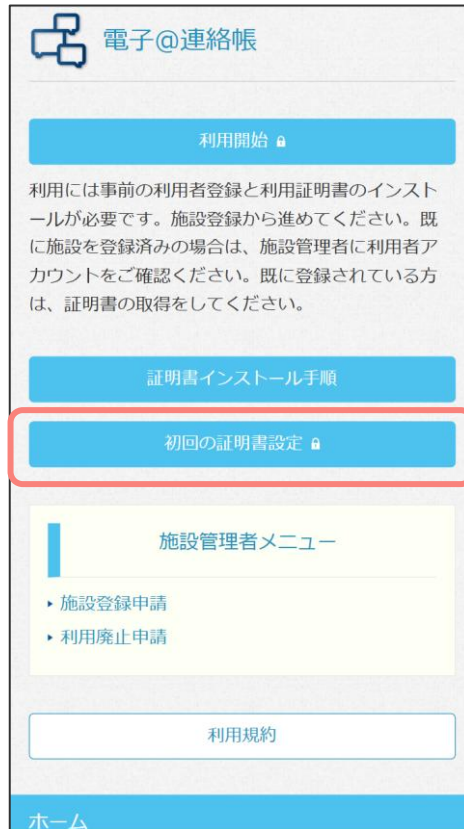 電子@連絡帳
利用開始
利用には事前の利用者登録と利用証明書のインスト
ールが必要です。施設登録から進めてください。既
に施設を登録済みの場合は、施設管理者に利用者ア
カウントをご確認ください。既に登録されている方
は、証明書の取得をしてください。
証明書インストール手順
初回の証明書設定
施設管理者メニュー
施設登録申請
利用廃止申請
利用規約
ホーム